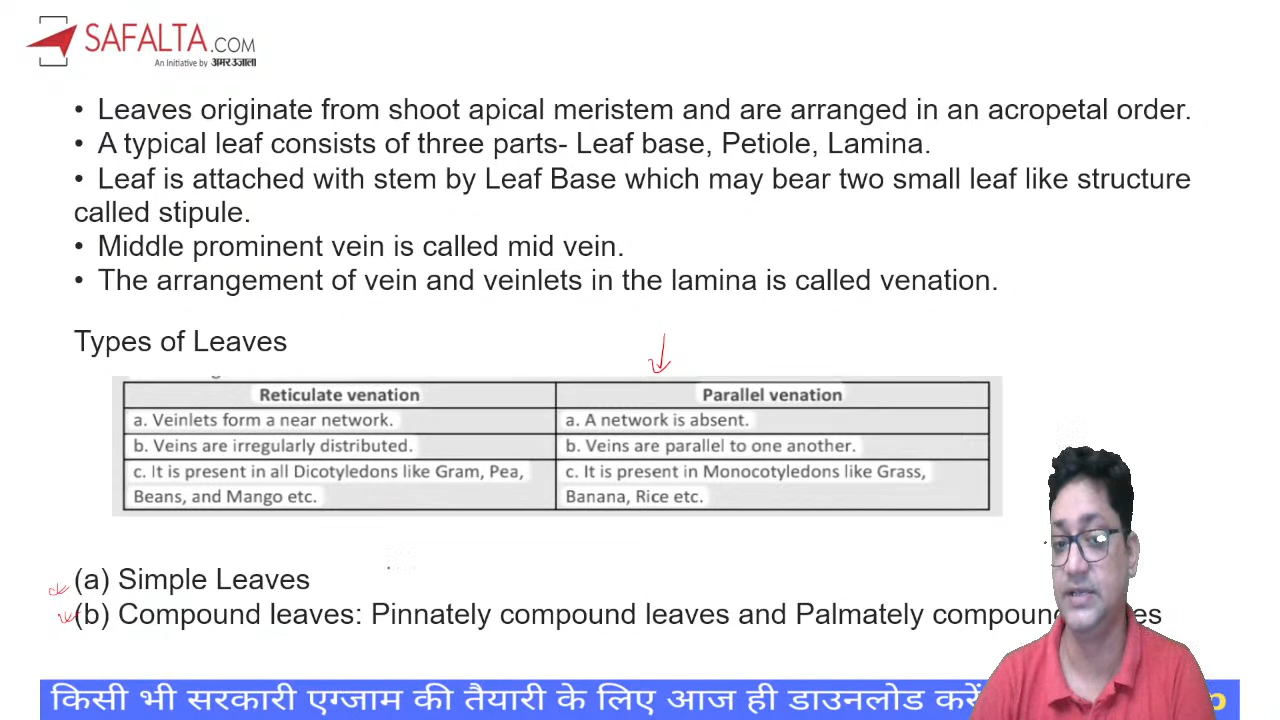 SAFALTA.COM
An Initiative by अमर उजाला
• Leaves originate from shoot apical meristem and are arranged in an acropetal order.
• A typical leaf consists of three parts- Leaf base, Petiole, Lamina.
• Leaf is attached with stem by Leaf Base which may bear two small leaf like structure
called stipule.
• Middle prominent vein is called mid vein.
• The arrangement of vein and veinlets in the lamina is called venation.
Types of Leaves
Reticulate venation Parallel venation
a. Veinlets form a near network. a. A network is absent.
b. Veins are irregularly distributed. b. Veins are parallel to one another.
c. It is present in all Dicotyledons like Gram, Pea, c. It is present in Monocotyledons like Grass,
Beans, and Mango etc. Banana, Rice etc.
(a) Simple Leaves
(b) Compound leaves: Pinnately compound leaves and Palmately compound
किसी भी सरकारी एग्जाम की तैयारी के लिए आज ही डाउनलोड करें